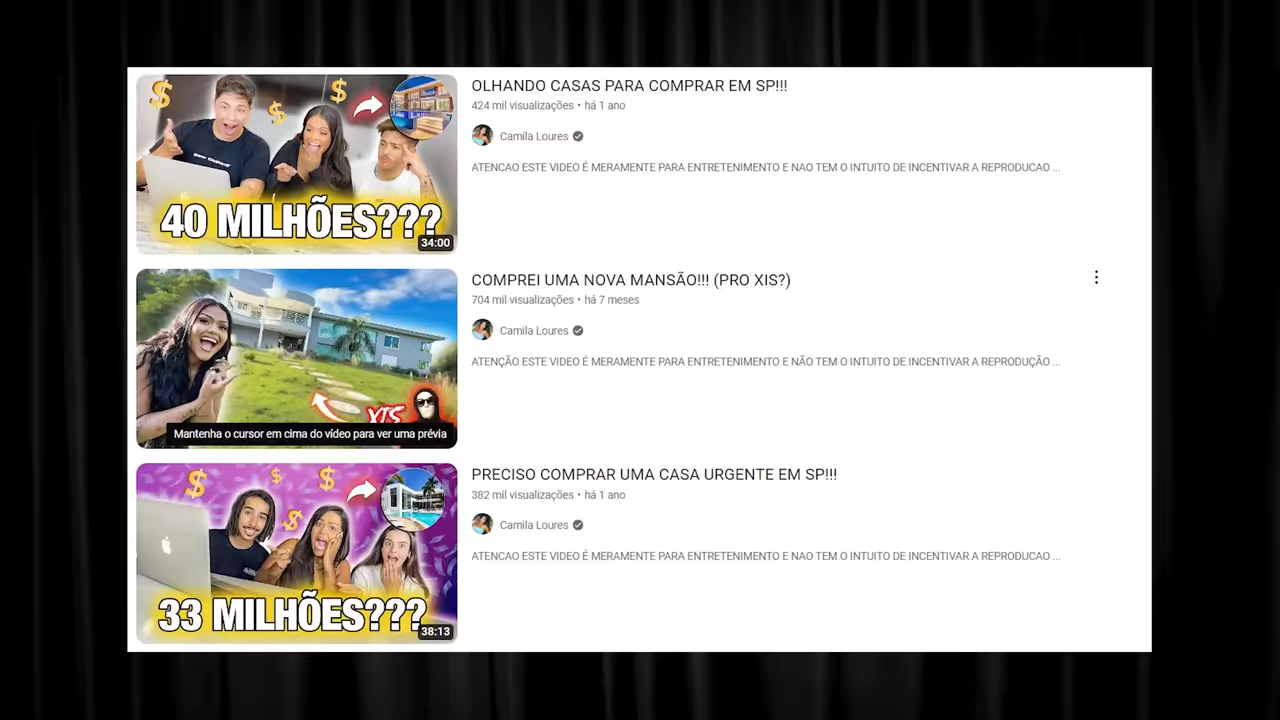 OLHANDO CASAS PARA COMPRAR EM SP!!!
424 mil visualizações • há 1 ano
Camila Loures
ATENCAO ESTE VIDEO É MERAMENTE PARA ENTRETENIMENTO E NAO TEM O INTUITO DE INCENTIVAR A REPRODUCAO ...
40 MILHÕES???
34:00
COMPREI UMA NOVA MANSÃO!!! (PRO XIS?)
704 mil visualizações • há 7 meses
Camila Loures
ATENÇÃO ESTE VIDEO É MERAMENTE PARA ENTRETENIMENTO E NÃO TEM O INTUITO DE INCENTIVAR A REPRODUÇÃO ...
XIS
Mantenha o cursor em cima do vídeo para ver uma prévia
PRECISO COMPRAR UMA CASA URGENTE EM SP!!!
382 mil visualizações • há 1 ano
Camila Loures
ATENCAO ESTE VIDEO É MERAMENTE PARA ENTRETENIMENTO E NAO TEM O INTUITO DE INCENTIVAR A REPRODUCAO ...
33 MILHÕES???
38:13